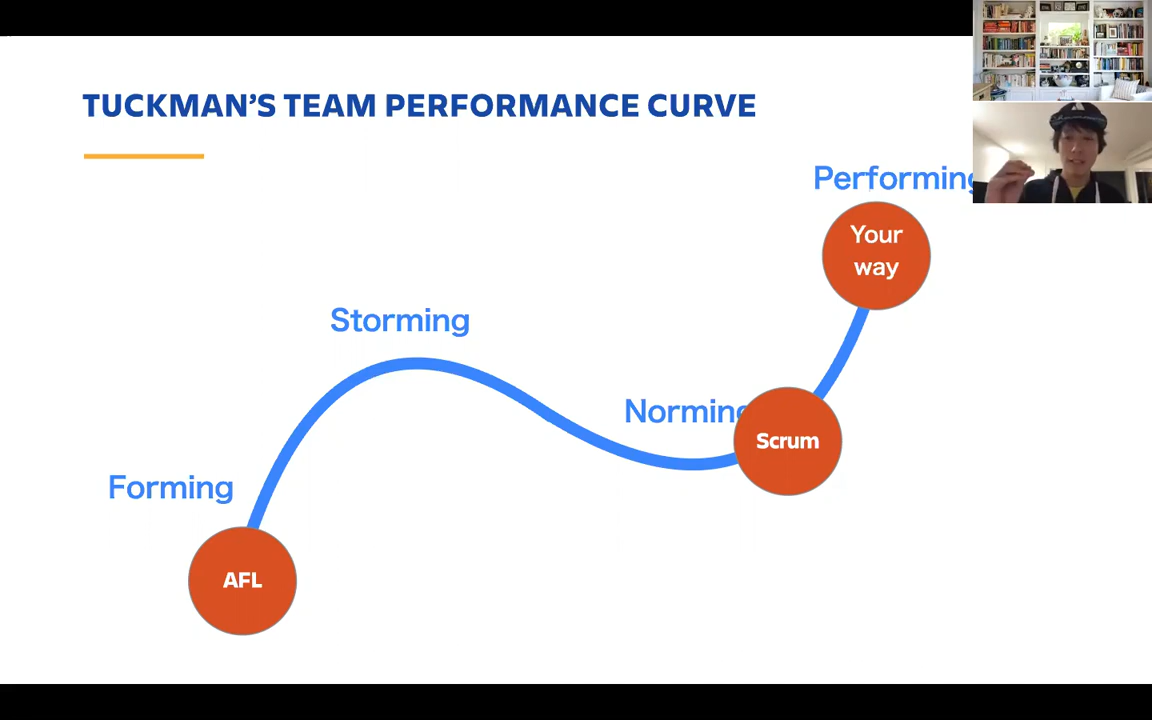 TUCKMAN'S TEAM PERFORMANCE CURVE
Performing
Your
way
Storming
Norming
Scrum
Forming
AFL